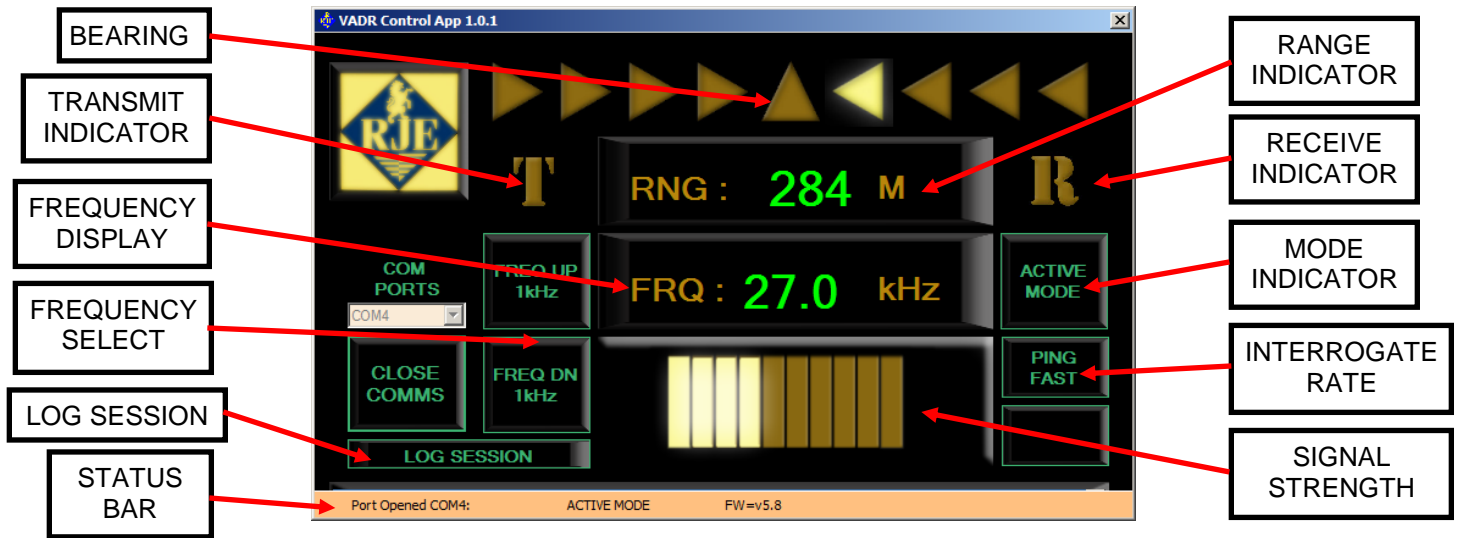 VADR Control App 1.0.1
BEARING
TRANSMIT
INDICATOR
FREQUENCY
DISPLAY
FREQUENCY
SELECT
LOG SESSION
STATUS
BAR
RJE
T
RNG : 284 M
R
COM
PORTS
COM4
FREQ UP
1kHz
FRQ : 27.0 kHz
ACTIVE
MODE
CLOSE
COMMS
FREQ DN
1kHz
PING
FAST
LOG SESSION
Port Opened COM4: ACTIVE MODE FW=v5.8
RANGE
INDICATOR
RECEIVE
INDICATOR
MODE
INDICATOR
INTERROGATE
RATE
SIGNAL
STRENGTH